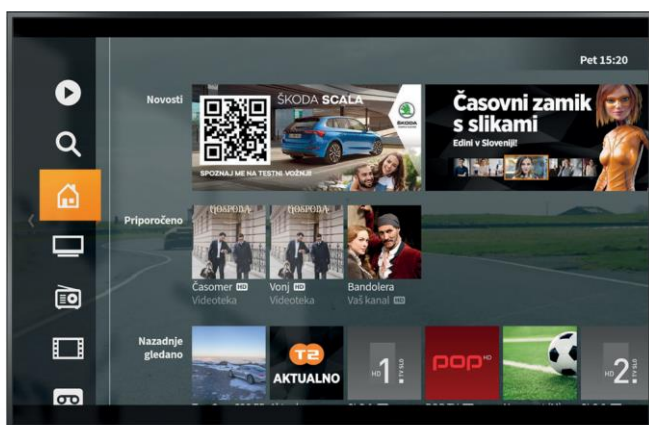 Pet 15:20
Novosti
ŠKODA SCALA
ŠKODA
SPOZNAJ ME NA TESTNI VOŽNJI
Časovni zamik
s slikami
Edini v Sloveniji!
Priporočeno
GOSPODA
GOSPODA
Časomer HD
Videoteka
Vonj HD
Videoteka
Bandolera
Vaš kanal HD
Nazadnje
gledano
T2
AKTUALNO
HD 1 TV SLO
POP HD
HD 2 TV SLO